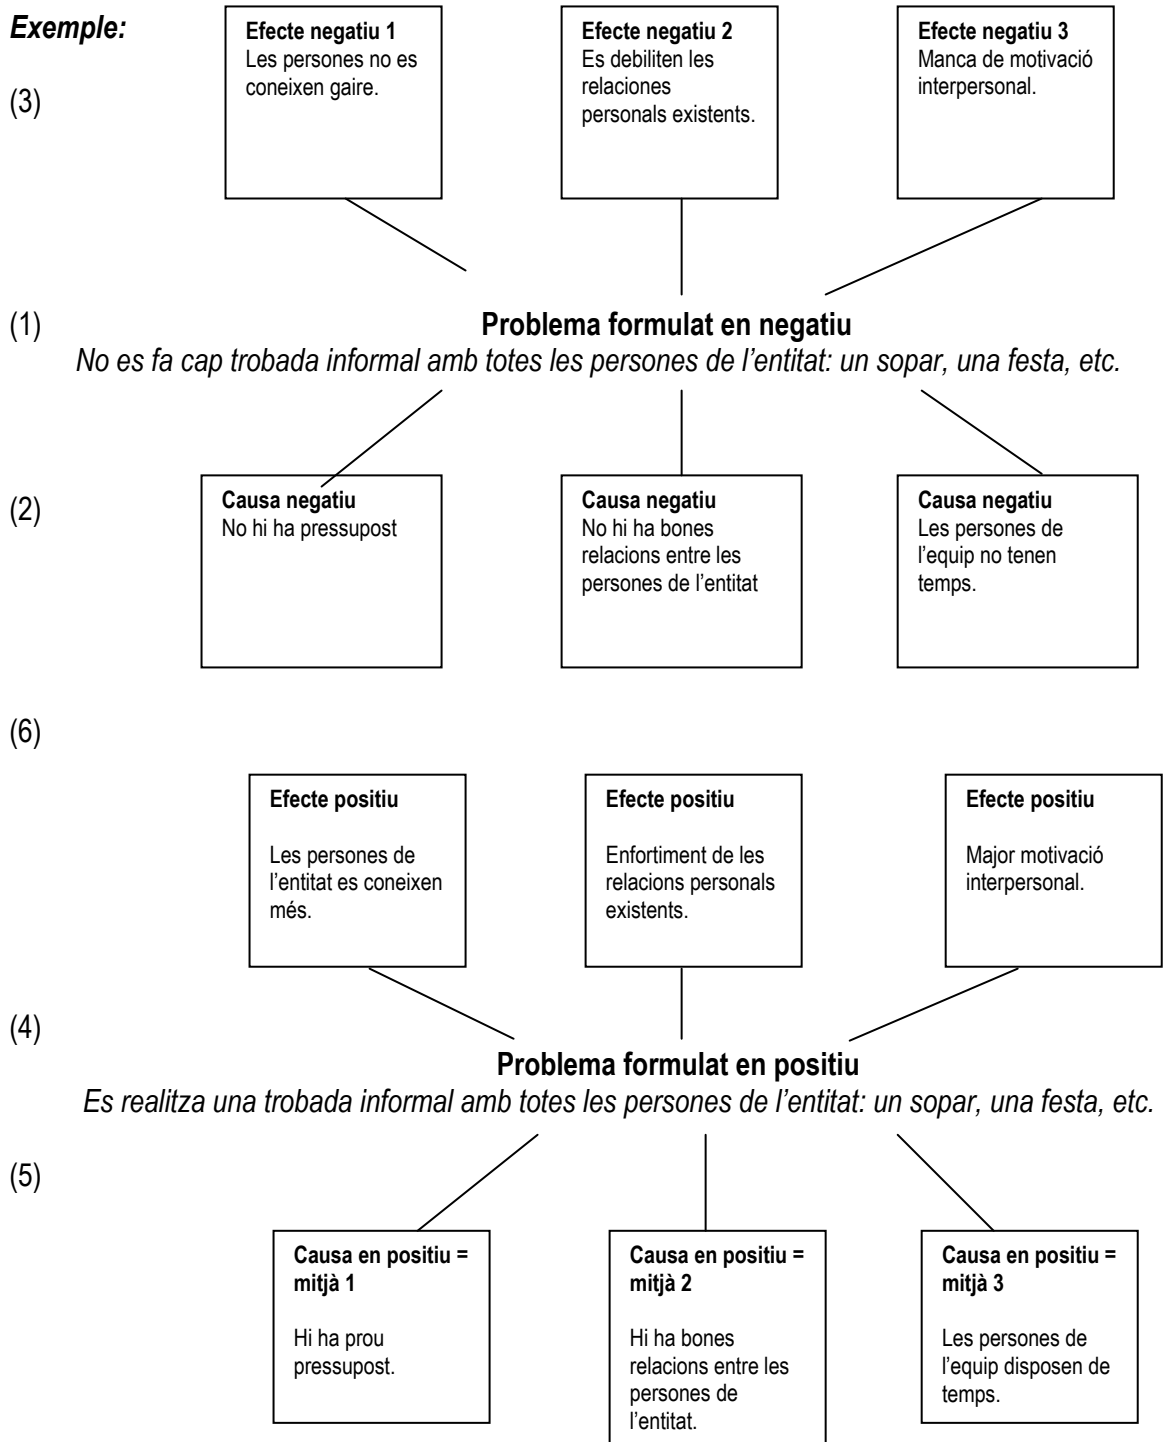 Exemple:
(3)
Efecte negatiu 1
Les persones no es
coneixen gaire.
Efecte negatiu 2
Es debiliten les
relaciones
personals existents.
Efecte negatiu 3
Manca de motivació
interpersonal.
(1)
Problema formulat en negatiu
No es fa cap trobada informal amb totes les persones de l’entitat: un sopar, una festa, etc.
(2)
Causa negatiu
No hi ha pressupost
Causa negatiu
No hi ha bones
relacions entre les
persones de l’entitat
Causa negatiu
Les persones de
l’equip no tenen
temps.
(6)
Efecte positiu
Les persones de
l’entitat es coneixen
més.
Efecte positiu
Enfortiment de les
relacions personals
existents.
Efecte positiu
Major motivació
interpersonal.
(4)
Problema formulat en positiu
Es realitza una trobada informal amb totes les persones de l’entitat: un sopar, una festa, etc.
(5)
Causa en positiu =
mitjà 1
Hi ha prou
pressupost.
Causa en positiu =
mitjà 2
Hi ha bones
relacions entre les
persones de
l’entitat.
Causa en positiu =
mitjà 3
Les persones de
l’equip disposen de
temps.